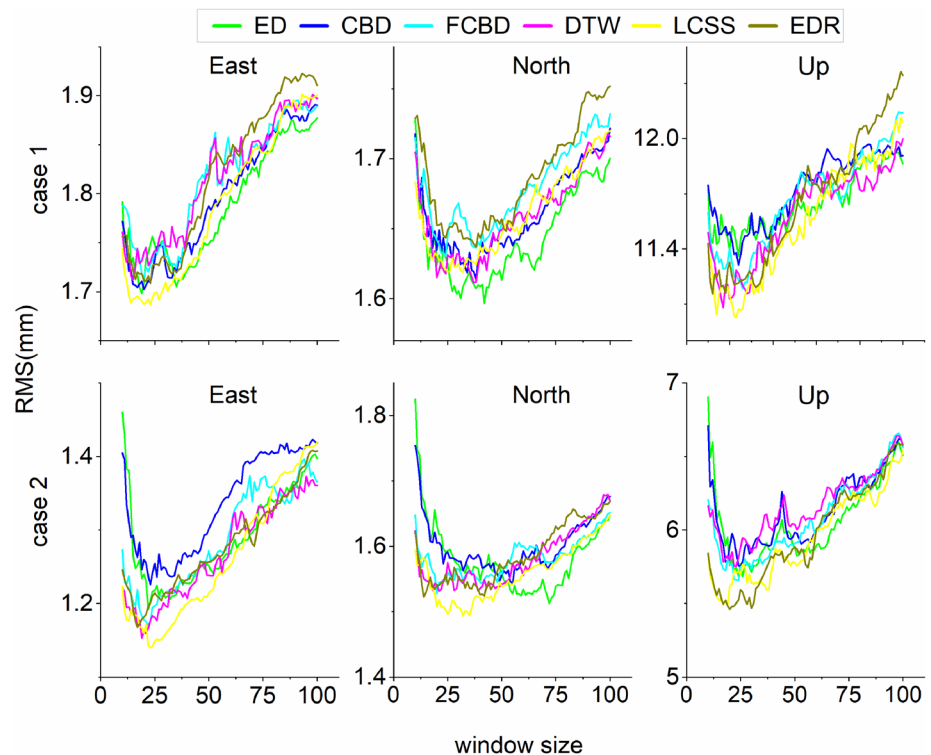 ED CBD FCBD DTW LCSS EDR
East North Up
case 1
1.9
1.8
1.7
1.7
1.6
12.0
11.4
RMS(mm)
East North Up
case 2
1.4
1.2
1.8
1.6
1.4
7
6
5
0 25 50 75 100 0 25 50 75 100 0 25 50 75 100
window size